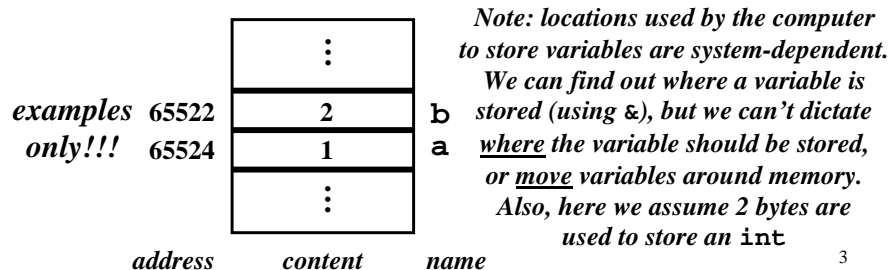 Note: locations used by the computer
to store variables are system-dependent.
We can find out where a variable is
stored (using &), but we can't dictate
where the variable should be stored,
or move variables around memory.
Also, here we assume 2 bytes are
used to store an int
⋮
examples 65522 2 b
only!!! 65524 1 a
⋮
address content name
3